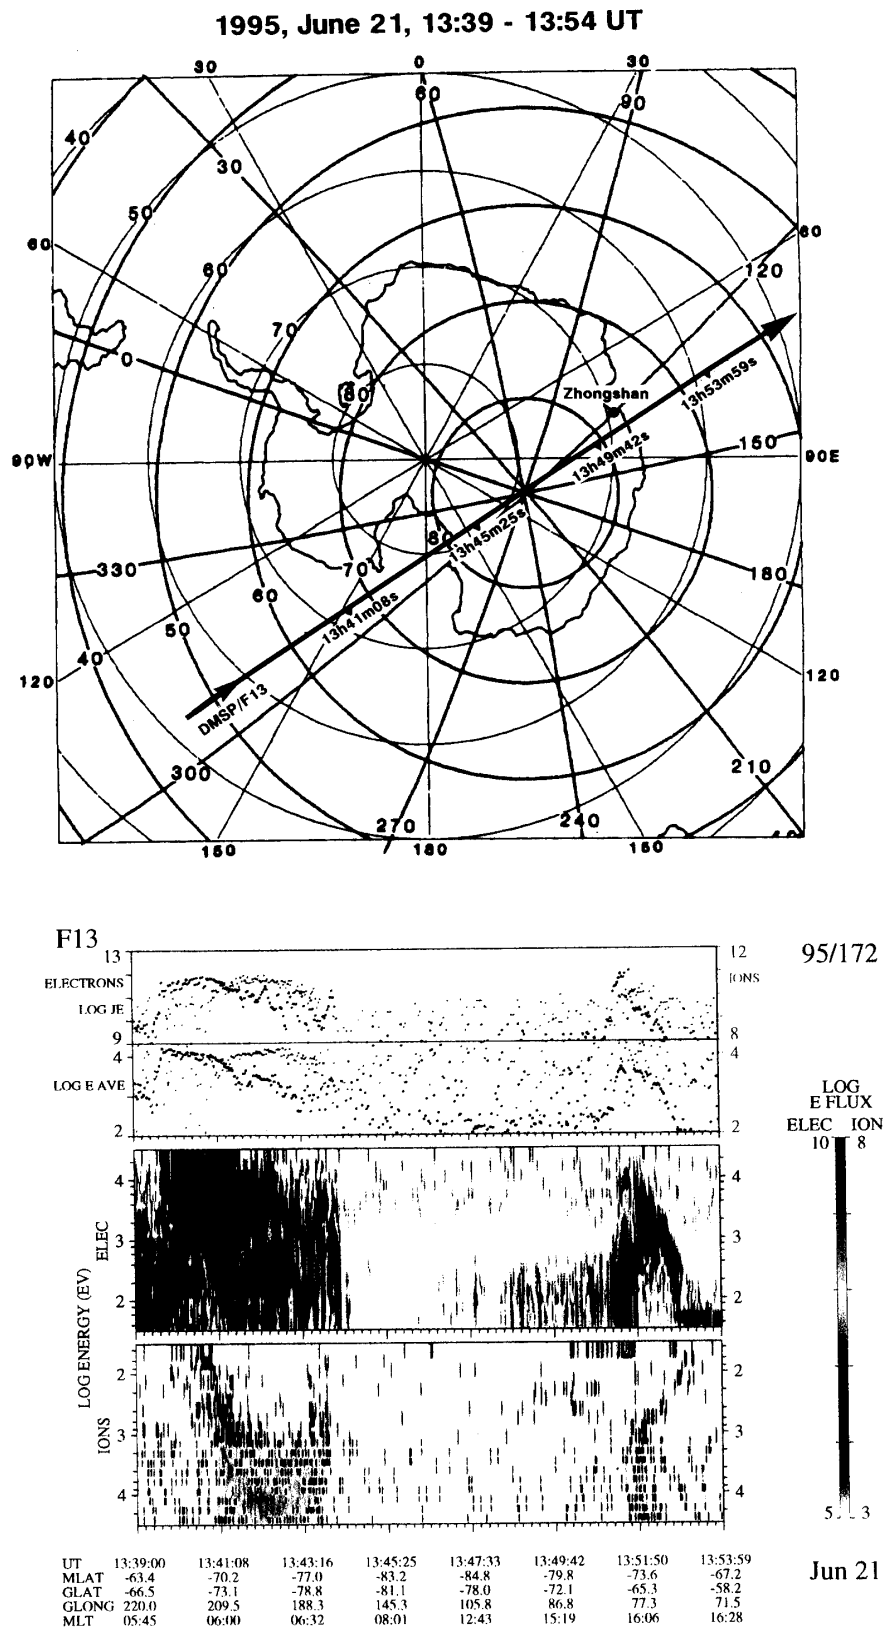 1995, June 21, 13:39 - 13:54 UT
30 0 30
60 90
40 30
50
60 60
60 120
70
0
80 Zhongshan 13h53m59s
90W 150 90E
13h49m42s
80 13h45m25s
330 70 180
60 13h41m08s
50
40
120 120
DMSP/F13
300 210
270 240
150 180 150
F13
13 12
95/172
ELECTRONS IONS
LOG JE
9 8
4 4
LOG E AVE
2 2
LOG
E FLUX
ELEC ION
10 8
4 4
3 3
2 2
ELEC
LOG ENERGY (EV)
2 2
3 3
4 4
IONS
5 3
UT 13:39:00 13:41:08 13:43:16 13:45:25 13:47:33 13:49:42 13:51:50 13:53:59
MLAT -63.4 -70.2 -77.0 -83.2 -84.8 -79.8 -73.6 -67.2
GLAT -66.5 -73.1 -78.8 -81.1 -78.0 -72.1 -65.3 -58.2
GLONG 220.0 209.5 188.3 145.3 105.8 86.8 77.3 71.5
MLT 05:45 06:00 06:32 08:01 12:43 15:19 16:06 16:28
Jun 21